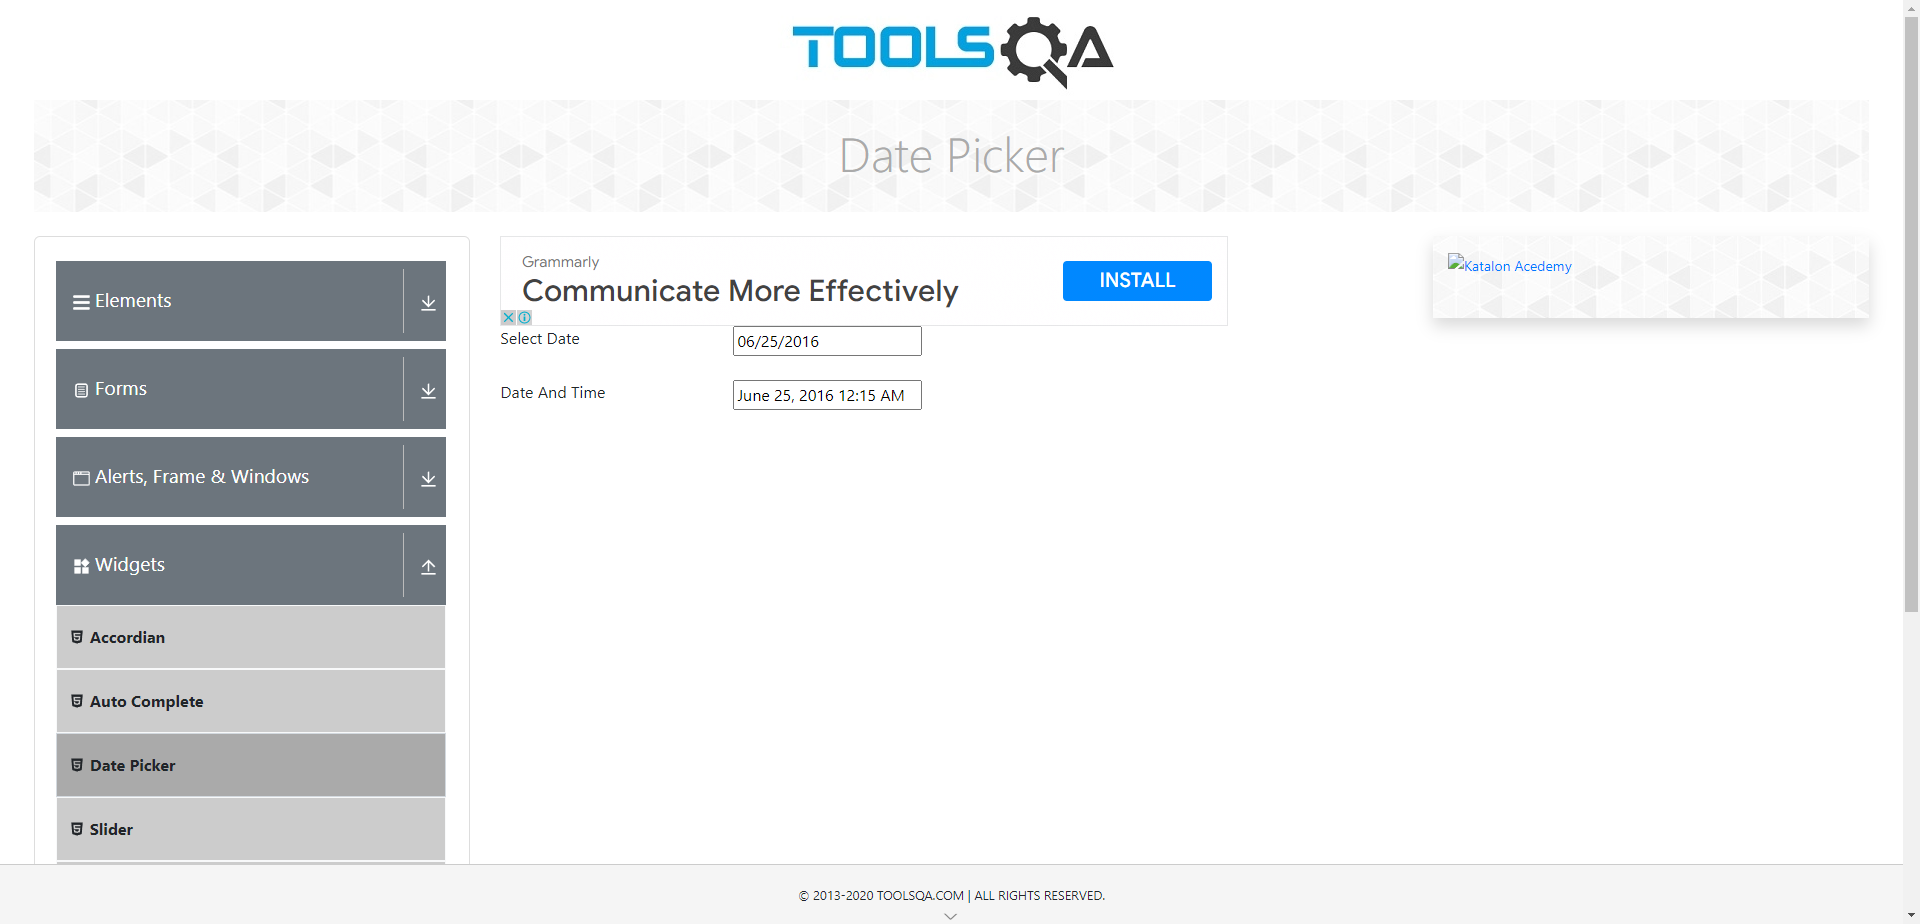 TOOLSQA
Date Picker
Elements
Forms
Alerts, Frame & Windows
Widgets
Accordian
Auto Complete
Date Picker
Slider
Grammarly
Communicate More Effectively
INSTALL
Select Date 06/25/2016
Date And Time June 25, 2016 12:15 AM
Katalon Acedemy
© 2013-2020 TOOLSQA.COM | ALL RIGHTS RESERVED.